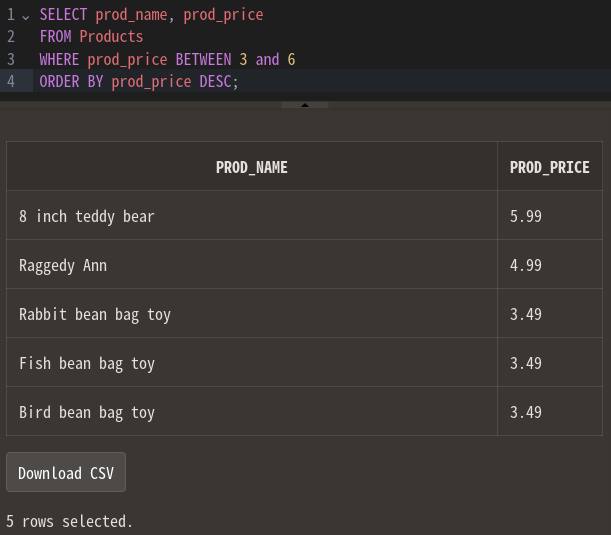 1 SELECT prod_name, prod_price
2 FROM Products
3 WHERE prod_price BETWEEN 3 and 6
4 ORDER BY prod_price DESC;
PROD_NAME PROD_PRICE
8 inch teddy bear 5.99
Raggedy Ann 4.99
Rabbit bean bag toy 3.49
Fish bean bag toy 3.49
Bird bean bag toy 3.49
Download CSV
5 rows selected.